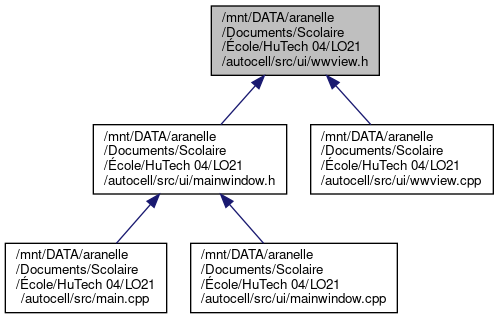 /mnt/DATA/aranelle
/Documents/Scolaire
/École/HuTech 04/LO21
/autocell/src/ui/wwview.h
/mnt/DATA/aranelle
/Documents/Scolaire
/École/HuTech 04/LO21
/autocell/src/ui/mainwindow.h
/mnt/DATA/aranelle
/Documents/Scolaire
/École/HuTech 04/LO21
/autocell/src/ui/wwview.cpp
/mnt/DATA/aranelle
/Documents/Scolaire
/École/HuTech 04/LO21
/autocell/src/main.cpp
/mnt/DATA/aranelle
/Documents/Scolaire
/École/HuTech 04/LO21
/autocell/src/ui/mainwindow.cpp